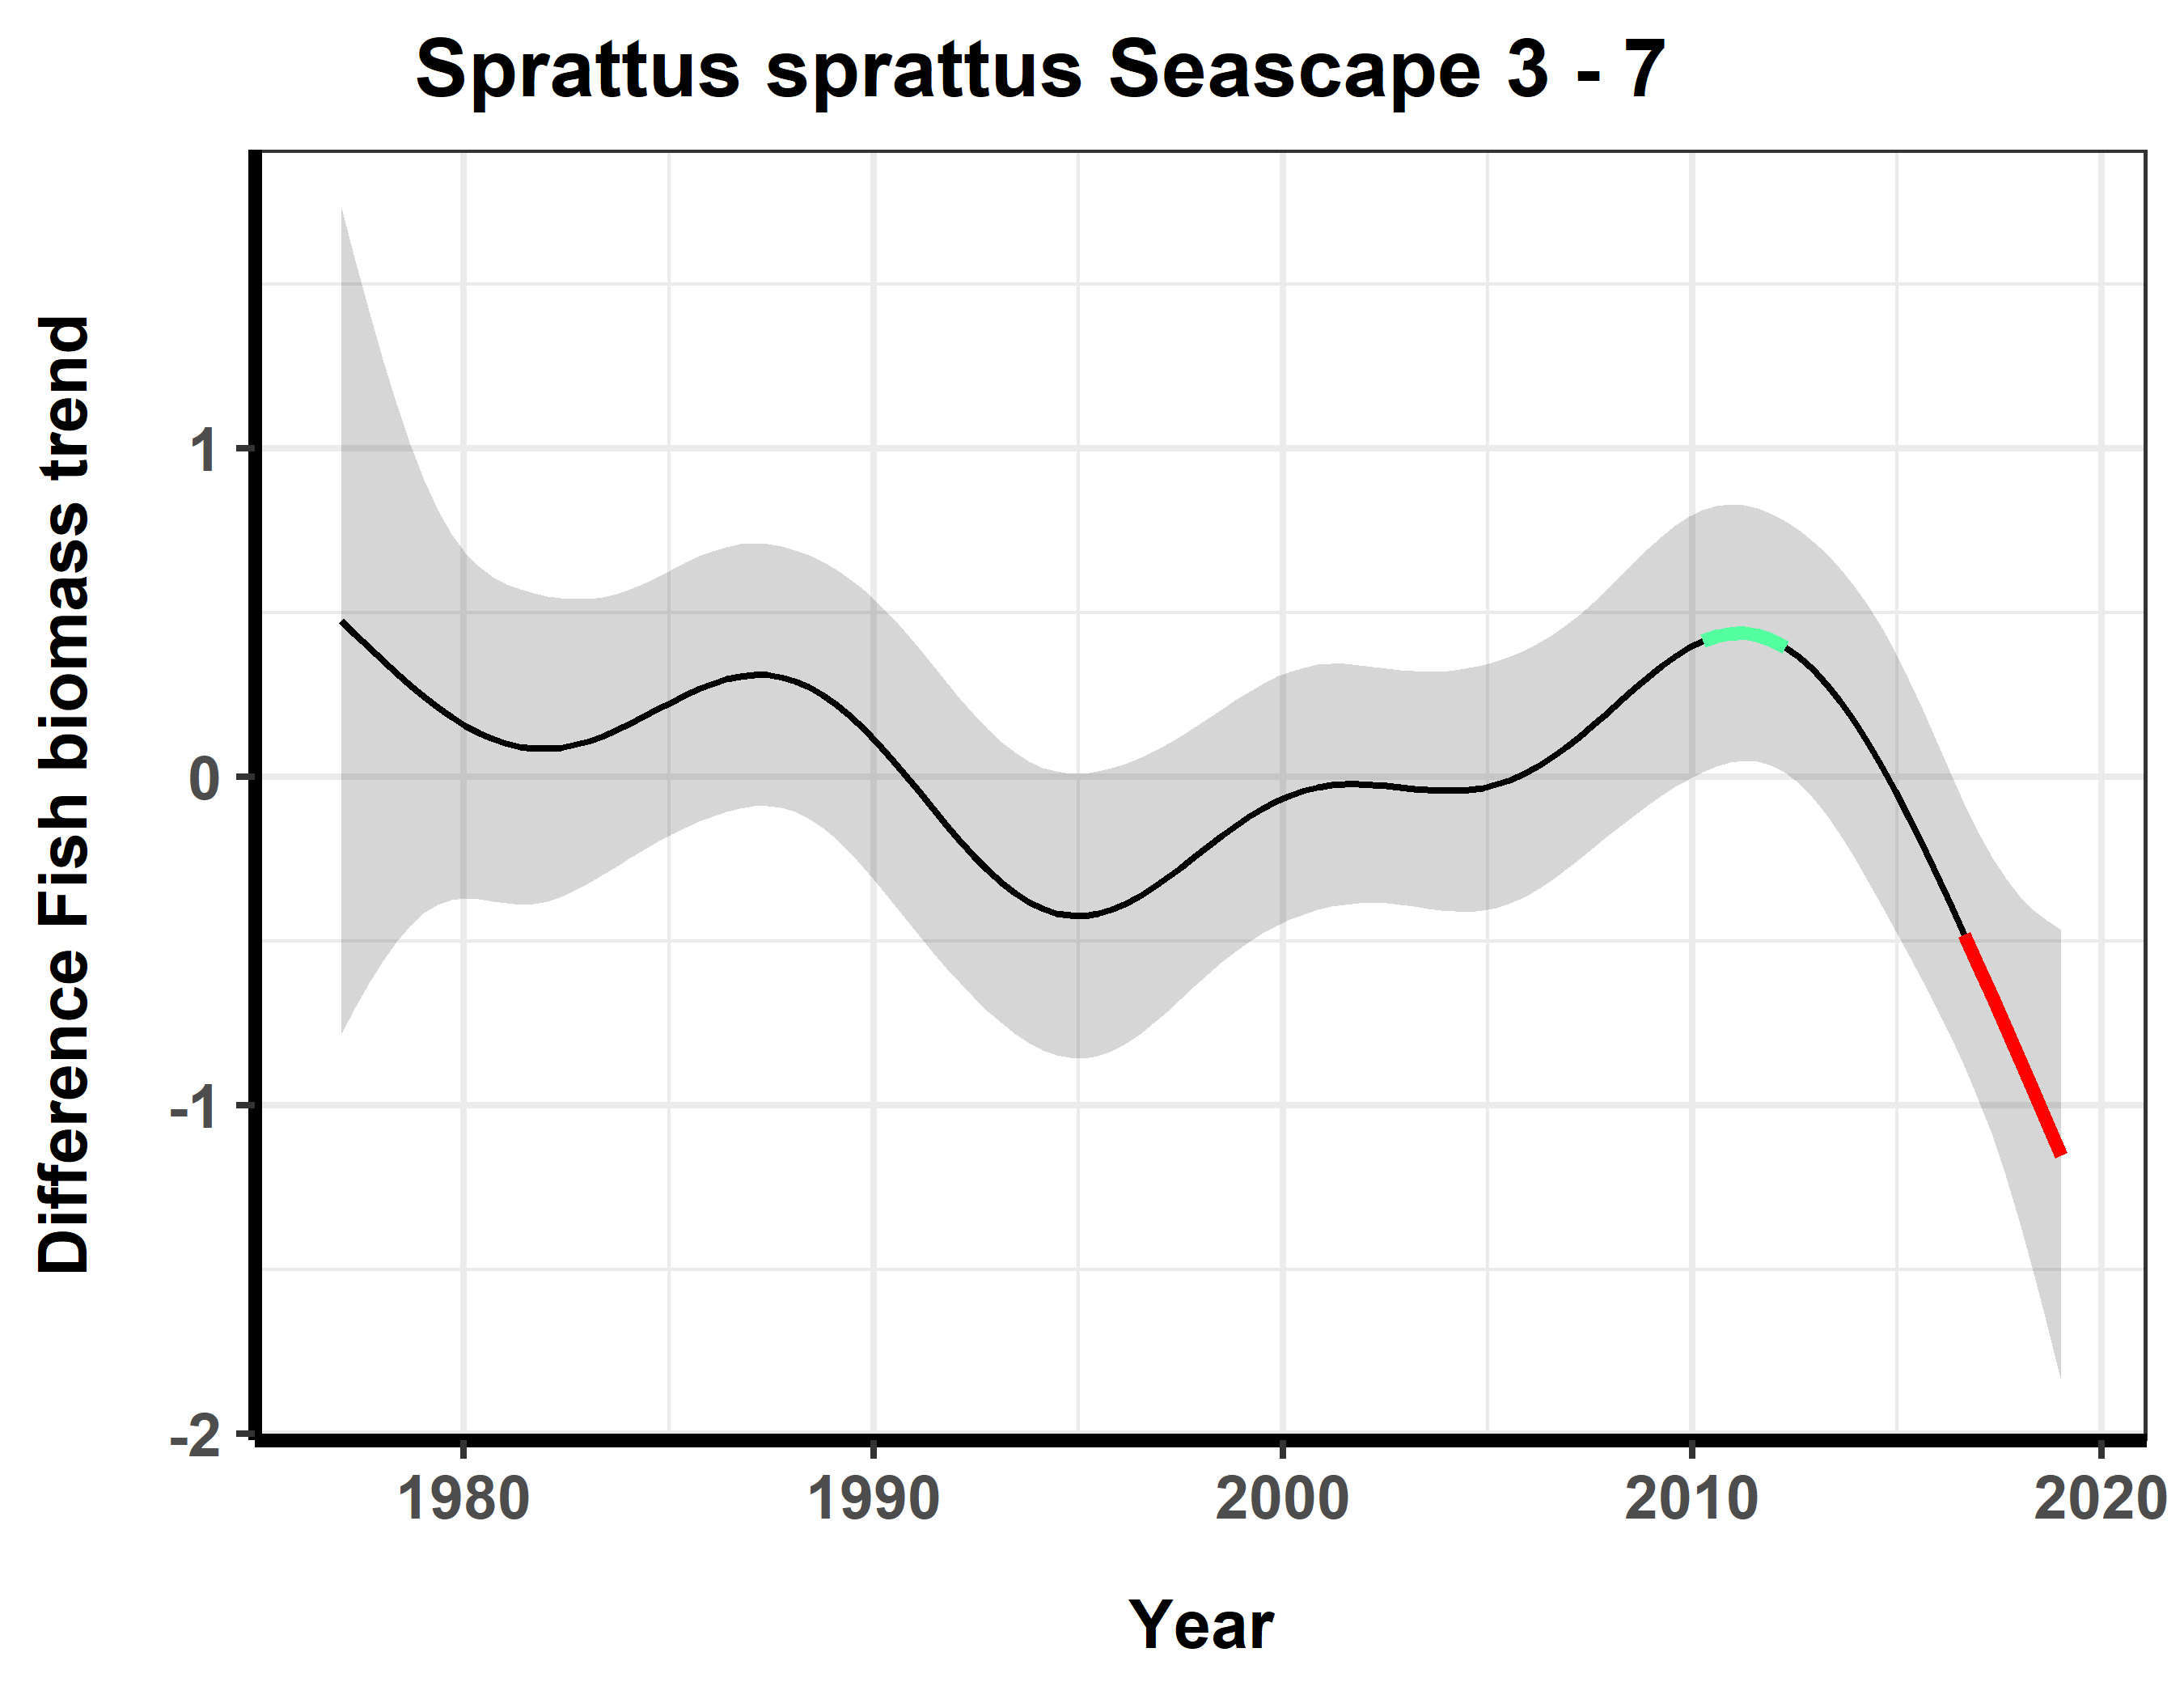 Sprattus sprattus Seascape 3 - 7
Difference Fish biomass trend
1
0
-1
-2
1980 1990 2000 2010 2020
Year